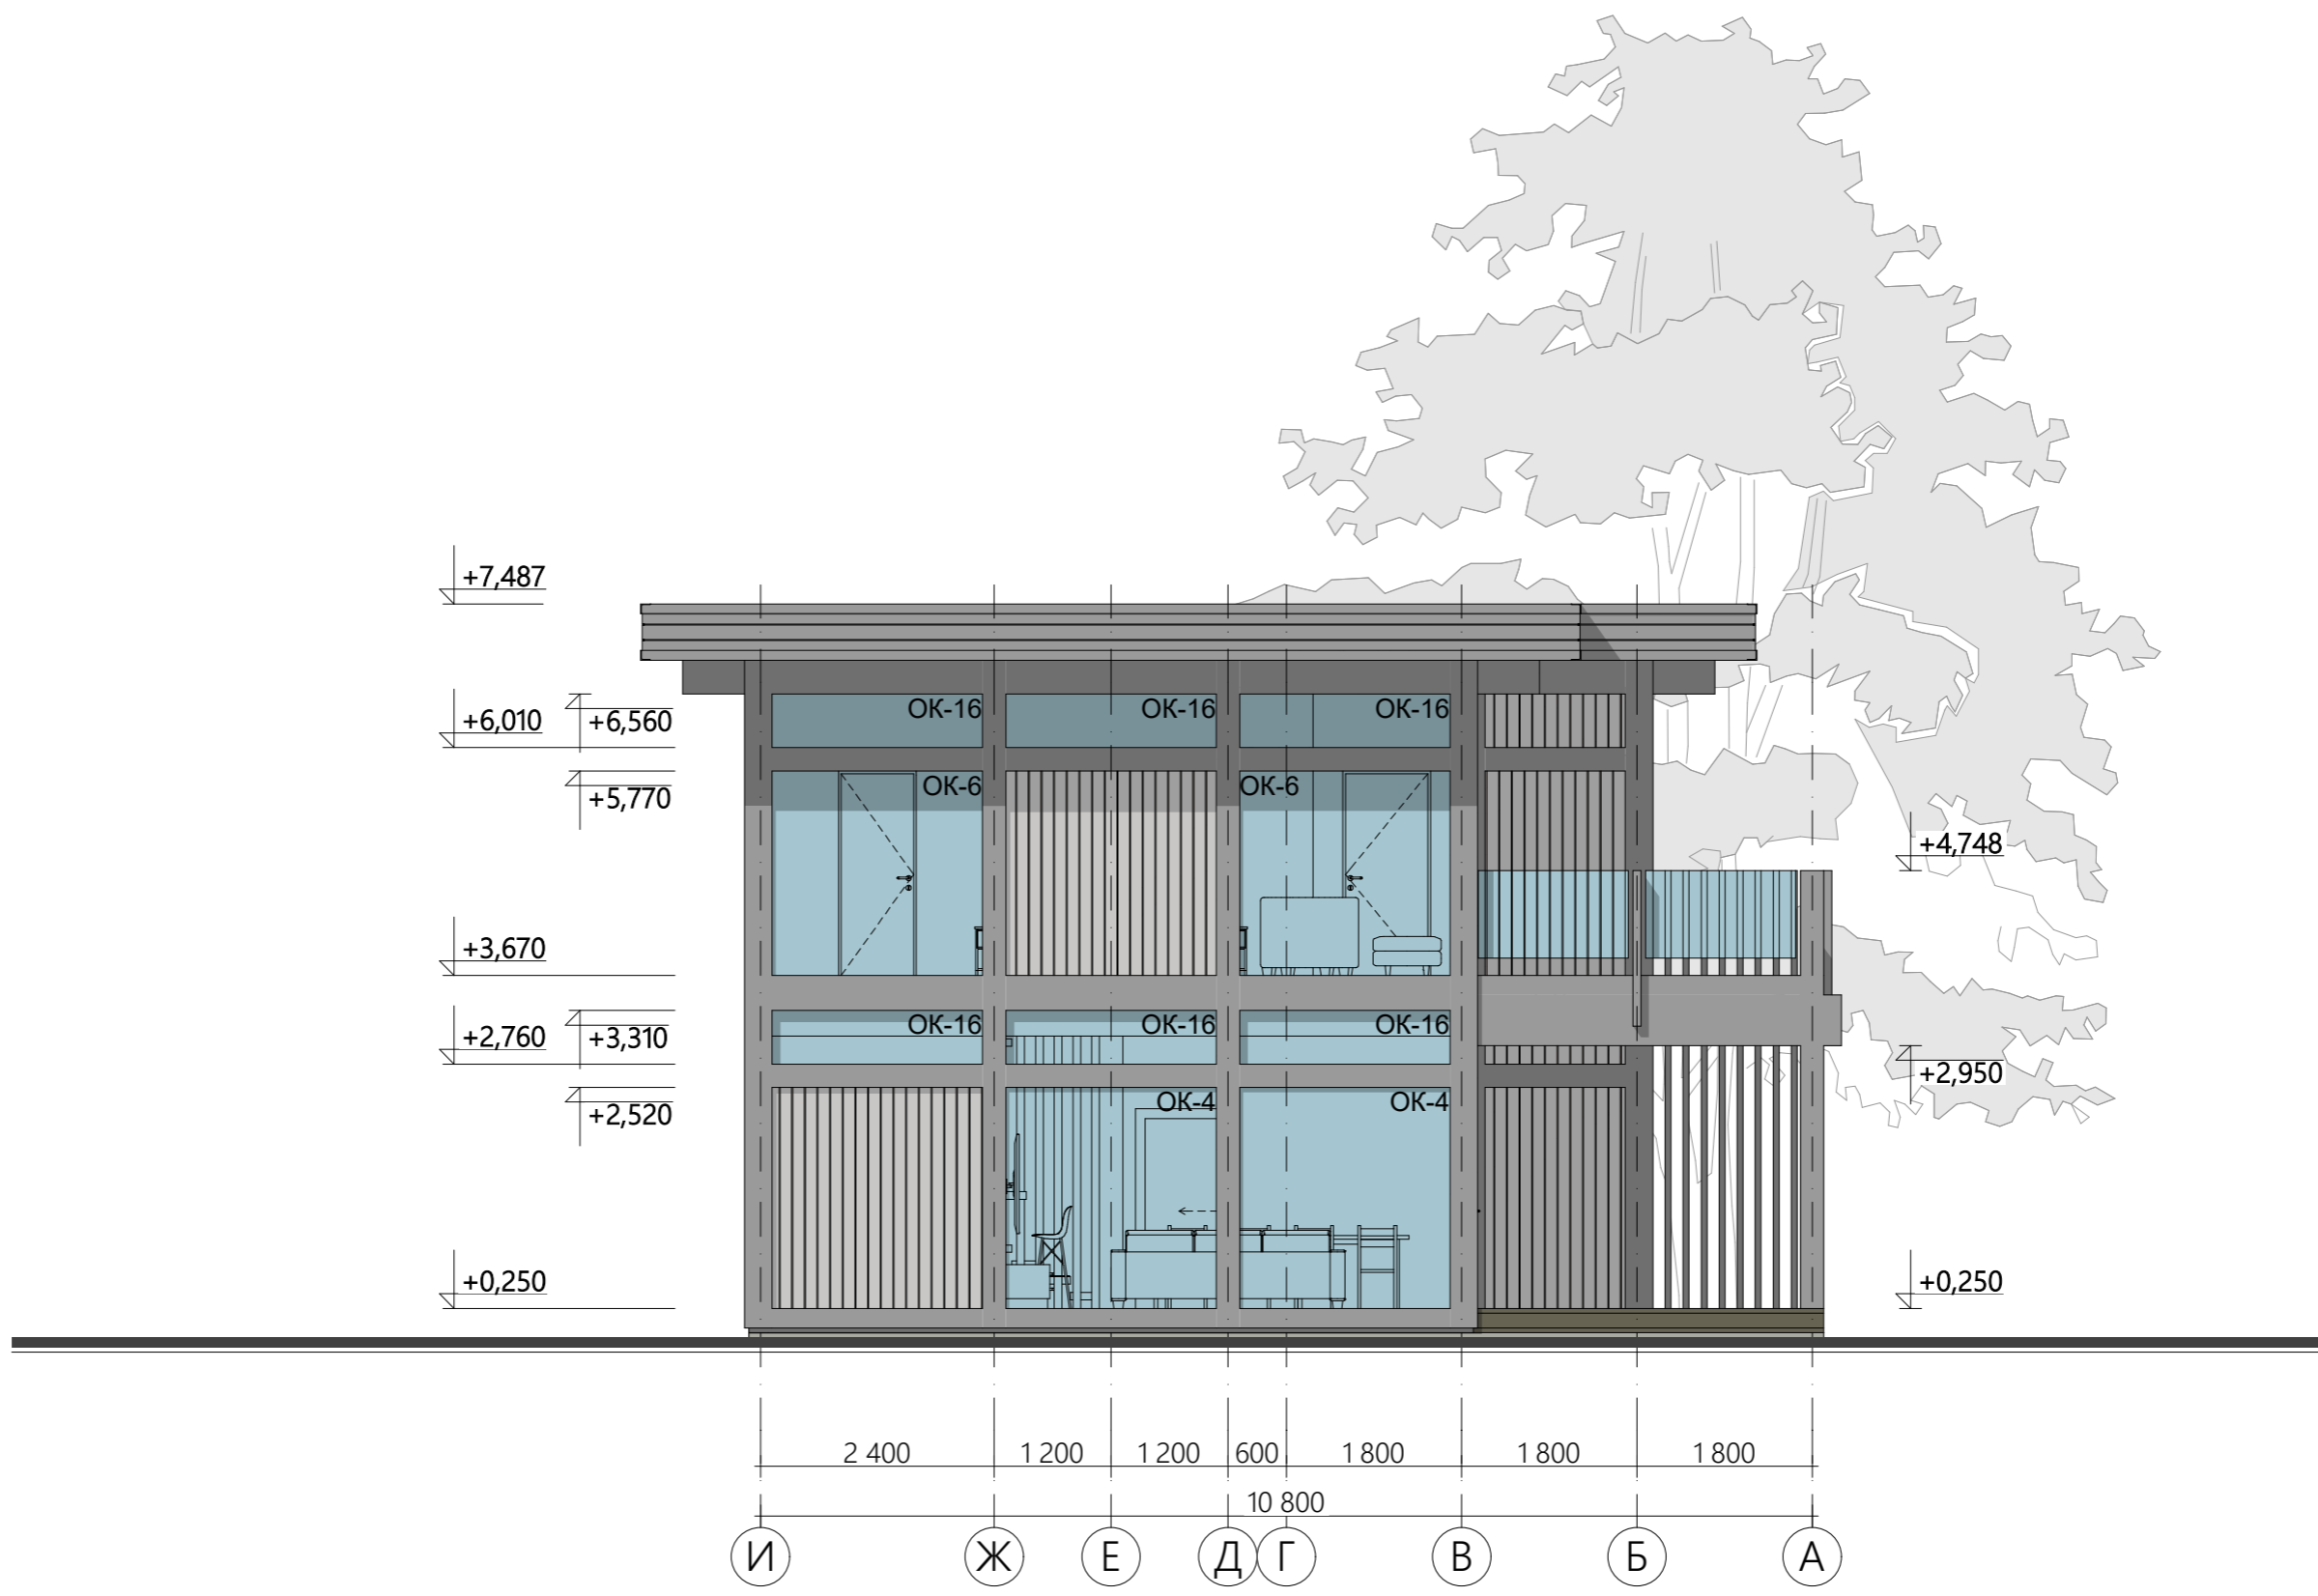 +7,487
+6,010
+6,560
ОК-16
ОК-16
ОК-16
+5,770
ОК-6
ОК-6
+4,748
+3,670
+2,760
+3,310
ОК-16
ОК-16
ОК-16
+2,950
+2,520
ОК-4
ОК-4
+0,250
+0,250
2 400
1 200
1 200
600
1 800
1 800
1 800
10 800
И
Ж
Е
Д
Г
В
Б
А